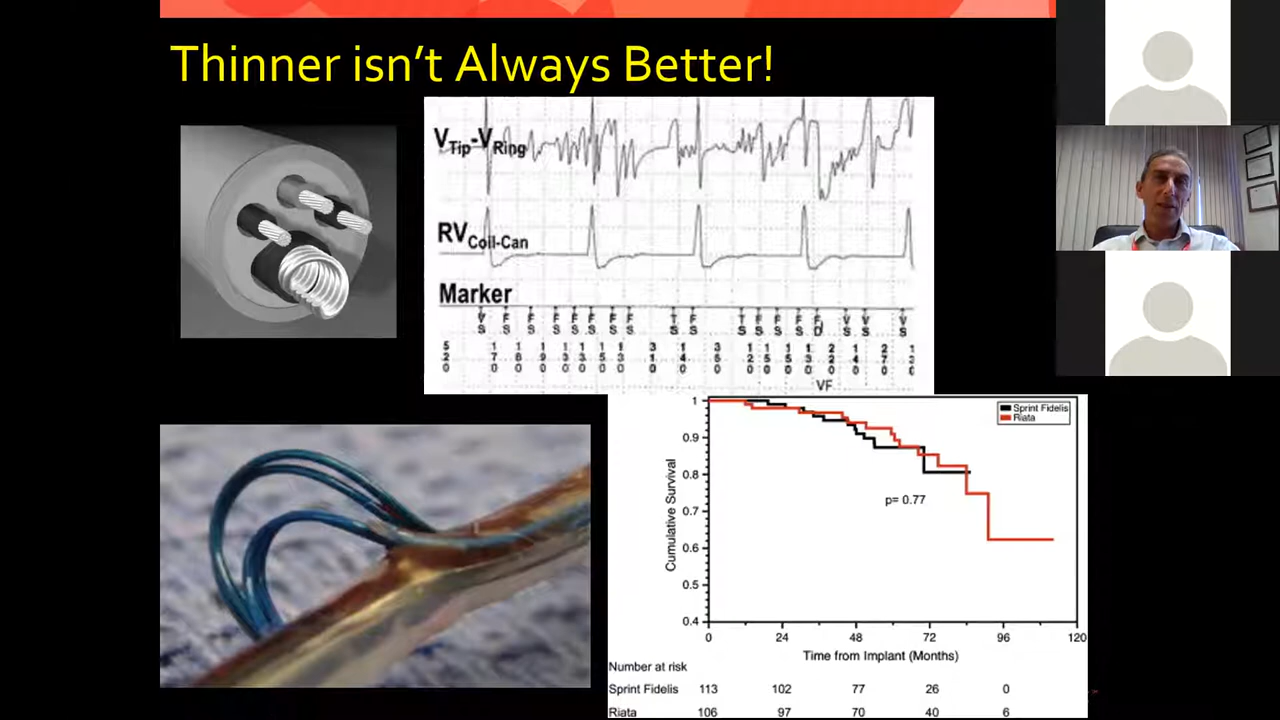 Thinner isn't Always Better!
VTip-VRing
RVCoil-Can
Marker
V F F F F F F F T F T F F F F V V V
S S S S S S S S S S S S S S D S S S
VF
1
0.9
0.8
0.7
0.6
0.5
0.4
Cumulative Survival
Sprint Fidelis
Riata
p= 0.77
0 24 48 72 96 120
Time from Implant (Months)
Number at risk
Sprint Fidelis 113 102 77 26 0
Riata 106 97 70 40 6